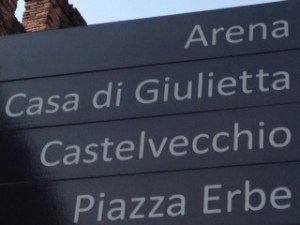 Arena
Casa di Giulietta
Castelvecchio
Piazza Erbe